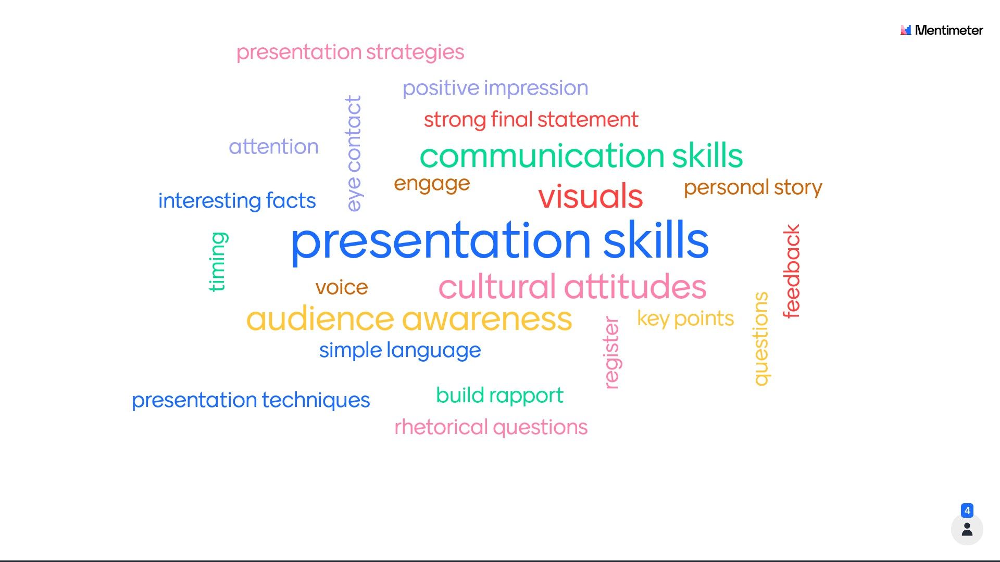 Mentimeter
presentation strategies
positive impression
eye contact
strong final statement
attention
communication skills
engage
visuals
personal story
interesting facts
presentation skills
timing
feedback
voice
cultural attitudes
audience awareness
key points
questions
register
simple language
presentation techniques
build rapport
rhetorical questions
4